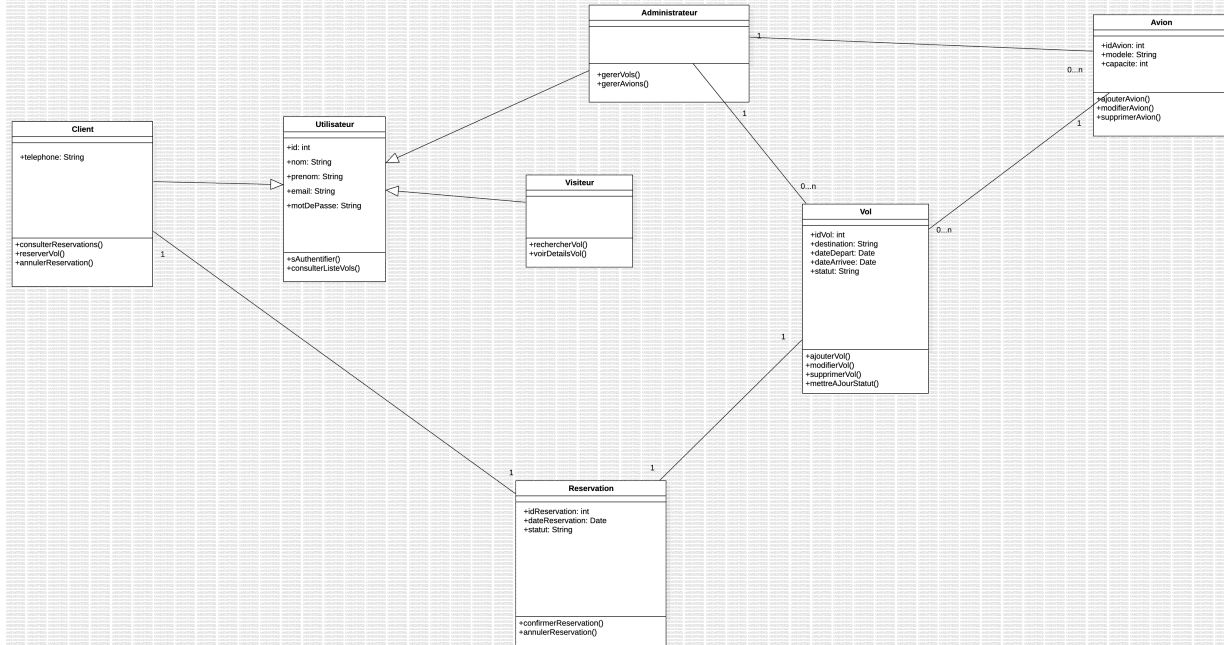 Administrateur
+gererVols()
+gererAvions()
1
1
Avion
+idAvion: int
+modele: String
+capacite: int
+ajouterAvion()
+modifierAvion()
+supprimerAvion()
0...n
1
Client
+telephone: String
+consulterReservations()
+reserverVol()
+annulerReservation()
1
Utilisateur
+id: int
+nom: String
+prenom: String
+email: String
+motDePasse: String
+sAuthentifier()
+consulterListeVols()
Visiteur
+rechercherVol()
+voirDetailsVol()
0...n
Vol
+idVol: int
+destination: String
+dateDepart: Date
+dateArrivee: Date
+statut: String
+ajouterVol()
+modifierVol()
+supprimerVol()
+mettreAJourStatut()
0...n
1
1
1
Reservation
+idReservation: int
+dateReservation: Date
+statut: String
+confirmerReservation()
+annulerReservation()